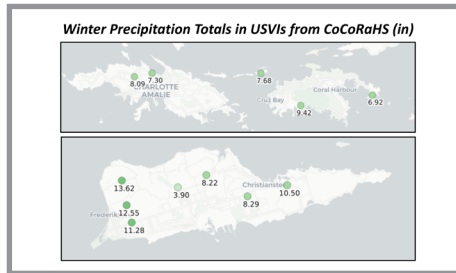 Winter Precipitation Totals in USVIs from CoCoRaHS (in)
8.09
7.30
CHARLOTTE
AMALIE
7.68
Cruz Bay
Coral Harbour
9.42
6.92
13.62
3.90
8.22
Christiansted
10.50
8.29
12.55
11.28